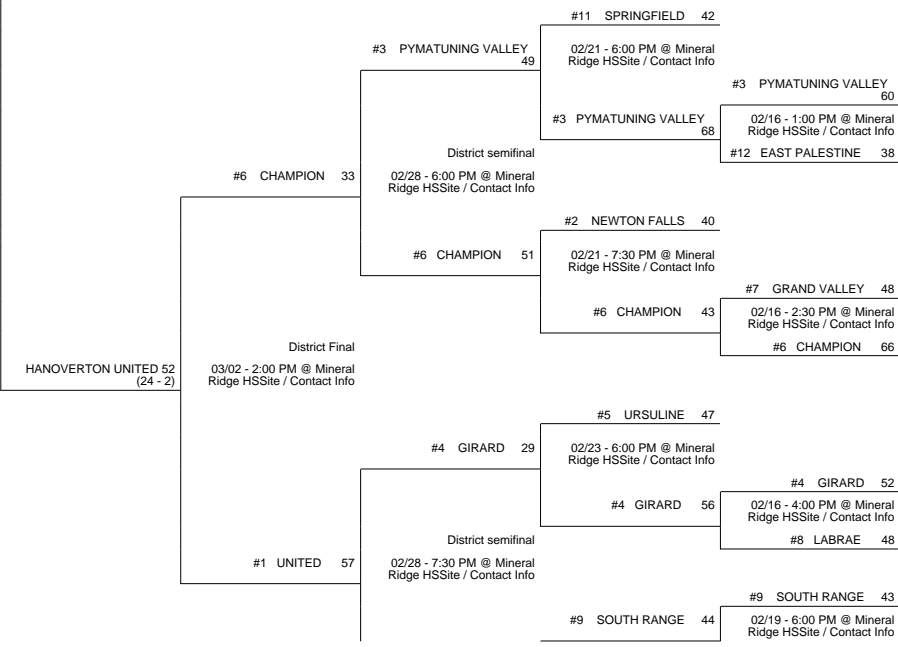 #11 SPRINGFIELD 42
02/21 - 6:00 PM @ Mineral
Ridge HSSite / Contact Info
#3 PYMATUNING VALLEY
49
#3 PYMATUNING VALLEY
60
02/16 - 1:00 PM @ Mineral
Ridge HSSite / Contact Info
#3 PYMATUNING VALLEY
68
#12 EAST PALESTINE 38
District semifinal
02/28 - 6:00 PM @ Mineral
Ridge HSSite / Contact Info
#6 CHAMPION 33
#2 NEWTON FALLS 40
02/21 - 7:30 PM @ Mineral
Ridge HSSite / Contact Info
#6 CHAMPION 51
#7 GRAND VALLEY 48
02/16 - 2:30 PM @ Mineral
Ridge HSSite / Contact Info
#6 CHAMPION 43
#6 CHAMPION 66
District Final
03/02 - 2:00 PM @ Mineral
Ridge HSSite / Contact Info
HANOVERTON UNITED 52
(24 - 2)
#5 URSULINE 47
02/23 - 6:00 PM @ Mineral
Ridge HSSite / Contact Info
#4 GIRARD 29
#4 GIRARD 52
02/16 - 4:00 PM @ Mineral
Ridge HSSite / Contact Info
#4 GIRARD 56
#8 LABRAE 48
District semifinal
02/28 - 7:30 PM @ Mineral
Ridge HSSite / Contact Info
#1 UNITED 57
#9 SOUTH RANGE 43
02/19 - 6:00 PM @ Mineral
Ridge HSSite / Contact Info
#9 SOUTH RANGE 44